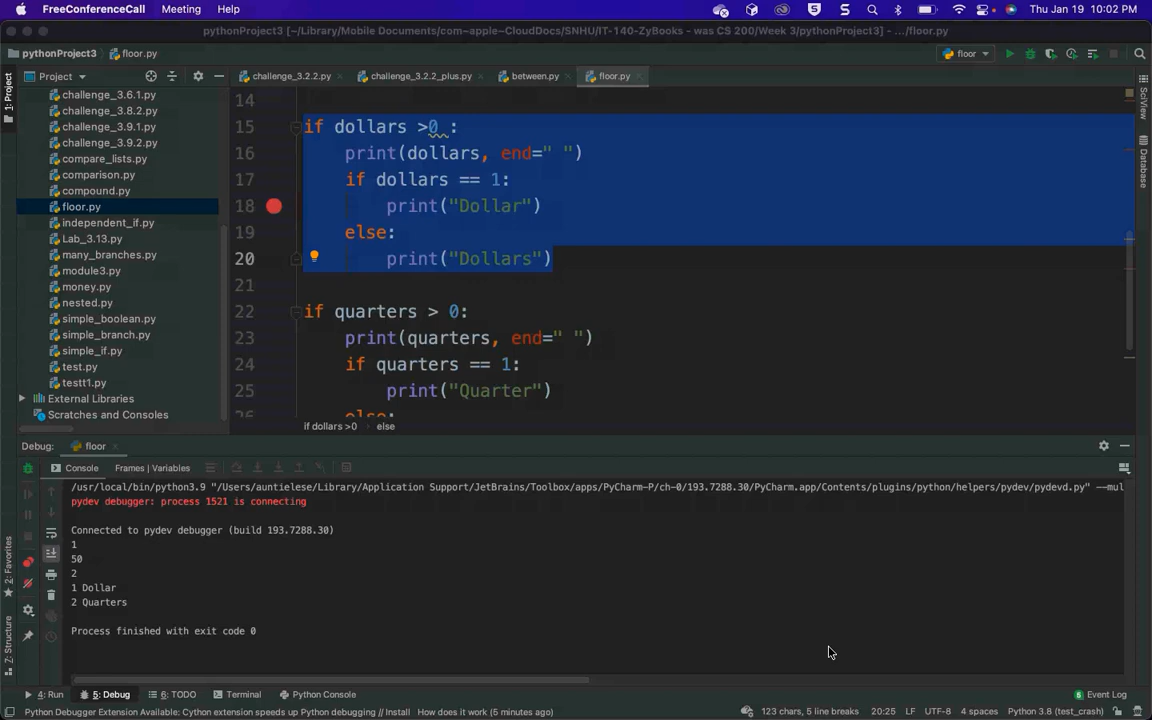 FreeConferenceCall Meeting Help Thu Jan 19 10:02 PM
pythonProject3 [~/Library/Mobile Documents/com~apple~CloudDocs/SNHU/IT-140-ZyBooks - was CS 200/Week 3/pythonProject3] - .../floor.py
pythonProject3 floor.py floor
1: Project
Project
challenge_3.2.2.py challenge_3.2.2_plus.py between.py floor.py
challenge_3.6.1.py
challenge_3.8.2.py
challenge_3.9.1.py
challenge_3.9.2.py
compare_lists.py
comparison.py
compound.py
floor.py
independent_if.py
Lab_3.13.py
many_branches.py
module3.py
money.py
nested.py
simple_boolean.py
simple_branch.py
simple_if.py
test.py
testt1.py
External Libraries
Scratches and Consoles
14
15 if dollars >0 :
16 print(dollars, end=" ")
17 if dollars == 1:
18 print("Dollar")
19 else:
20 print("Dollars")
21
22 if quarters > 0:
23 print(quarters, end=" ")
24 if quarters == 1:
25 print("Quarter")
26 else:
if dollars >0 else
SciView
Database
Debug: floor
Console Frames | Variables
/usr/local/bin/python3.9 "/Users/auntielese/Library/Application Support/JetBrains/Toolbox/apps/PyCharm-P/ch-0/193.7288.30/PyCharm.app/Contents/plugins/python/helpers/pydev/pydevd.py" --mul
pydev debugger: process 1521 is connecting
Connected to pydev debugger (build 193.7288.30)
1
50
2
1 Dollar
2 Quarters
Process finished with exit code 0
2: Favorites
7: Structure
4: Run 5: Debug 6: TODO Terminal Python Console Event Log
Python Debugger Extension Available: Cython extension speeds up Python debugging // Install How does it work (5 minutes ago) 123 chars, 5 line breaks 20:25 LF UTF-8 4 spaces Python 3.8 (test_crash)